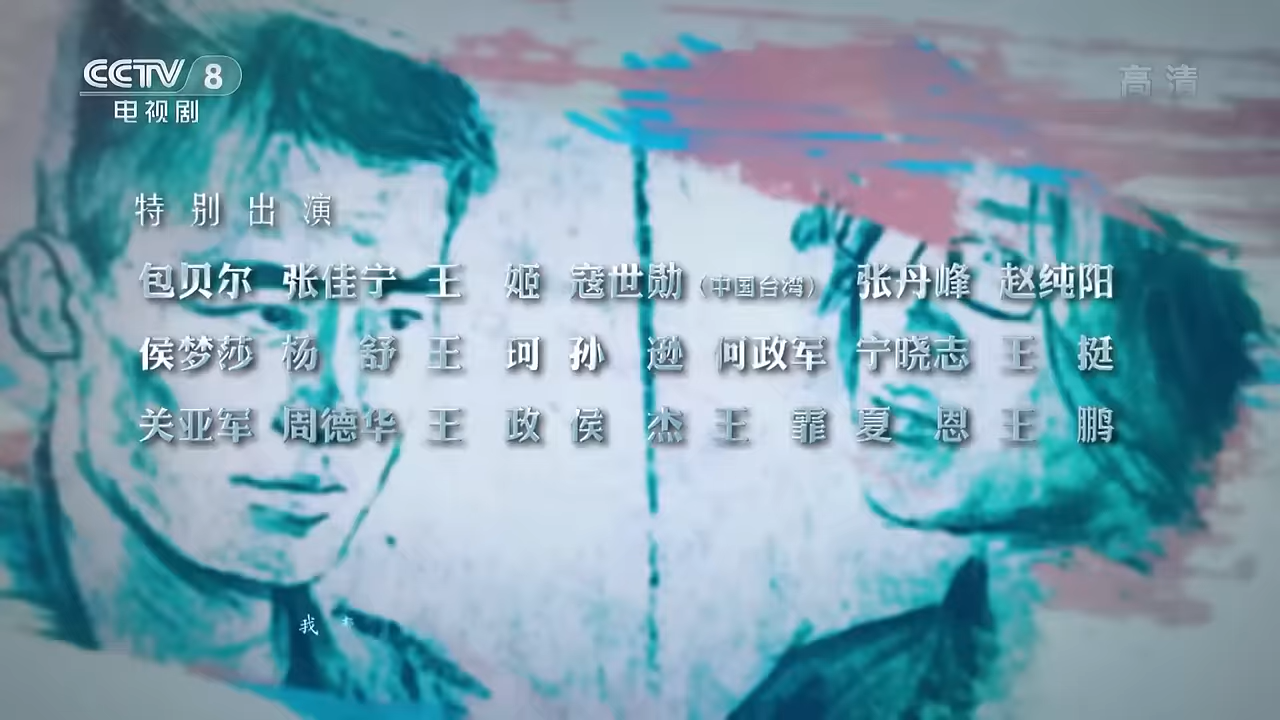 CCTV 8
电视剧
高清
特别出演
包贝尔 张佳宁 王 姬 寇世勋（中国台湾） 张丹峰 赵纯阳
侯梦莎 杨 舒 王 珂 孙 逊 何政军 宁晓志 王 挺
关亚军 周德华 王 政 侯 杰 王 霏 夏 恩 王 鹏
我